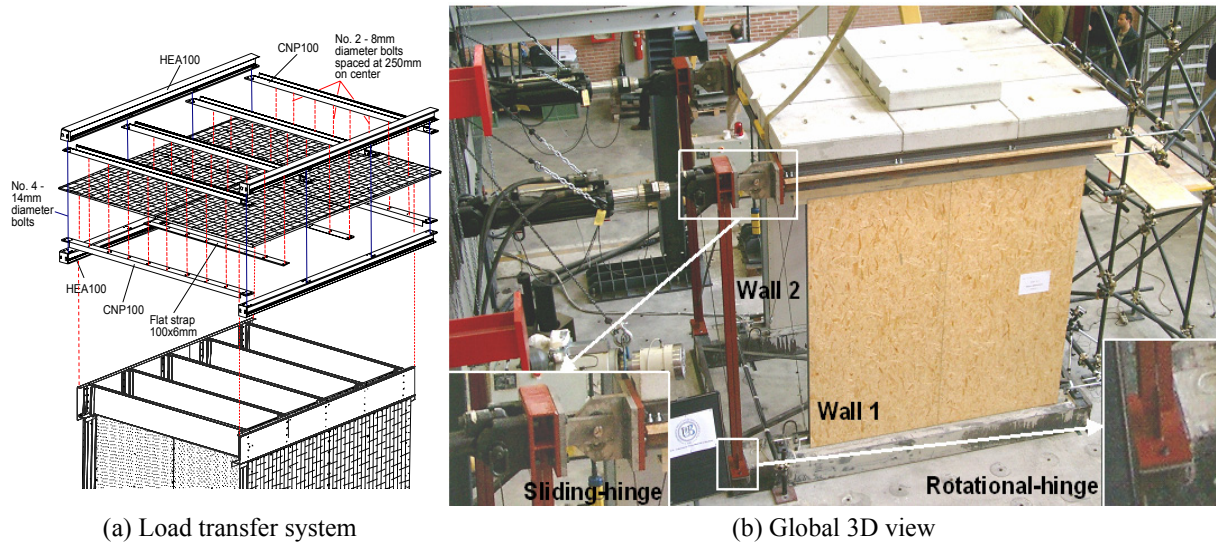 HEA100
CNP100
No. 2 - 8mm
diameter bolts
spaced at 250mm
on center
No. 4 -
14mm
diameter
bolts
HEA100
CNP100
Flat strap
100x6mm
Wall 2
Wall 1
Sliding-hinge
Rotational-hinge
(a) Load transfer system
(b) Global 3D view